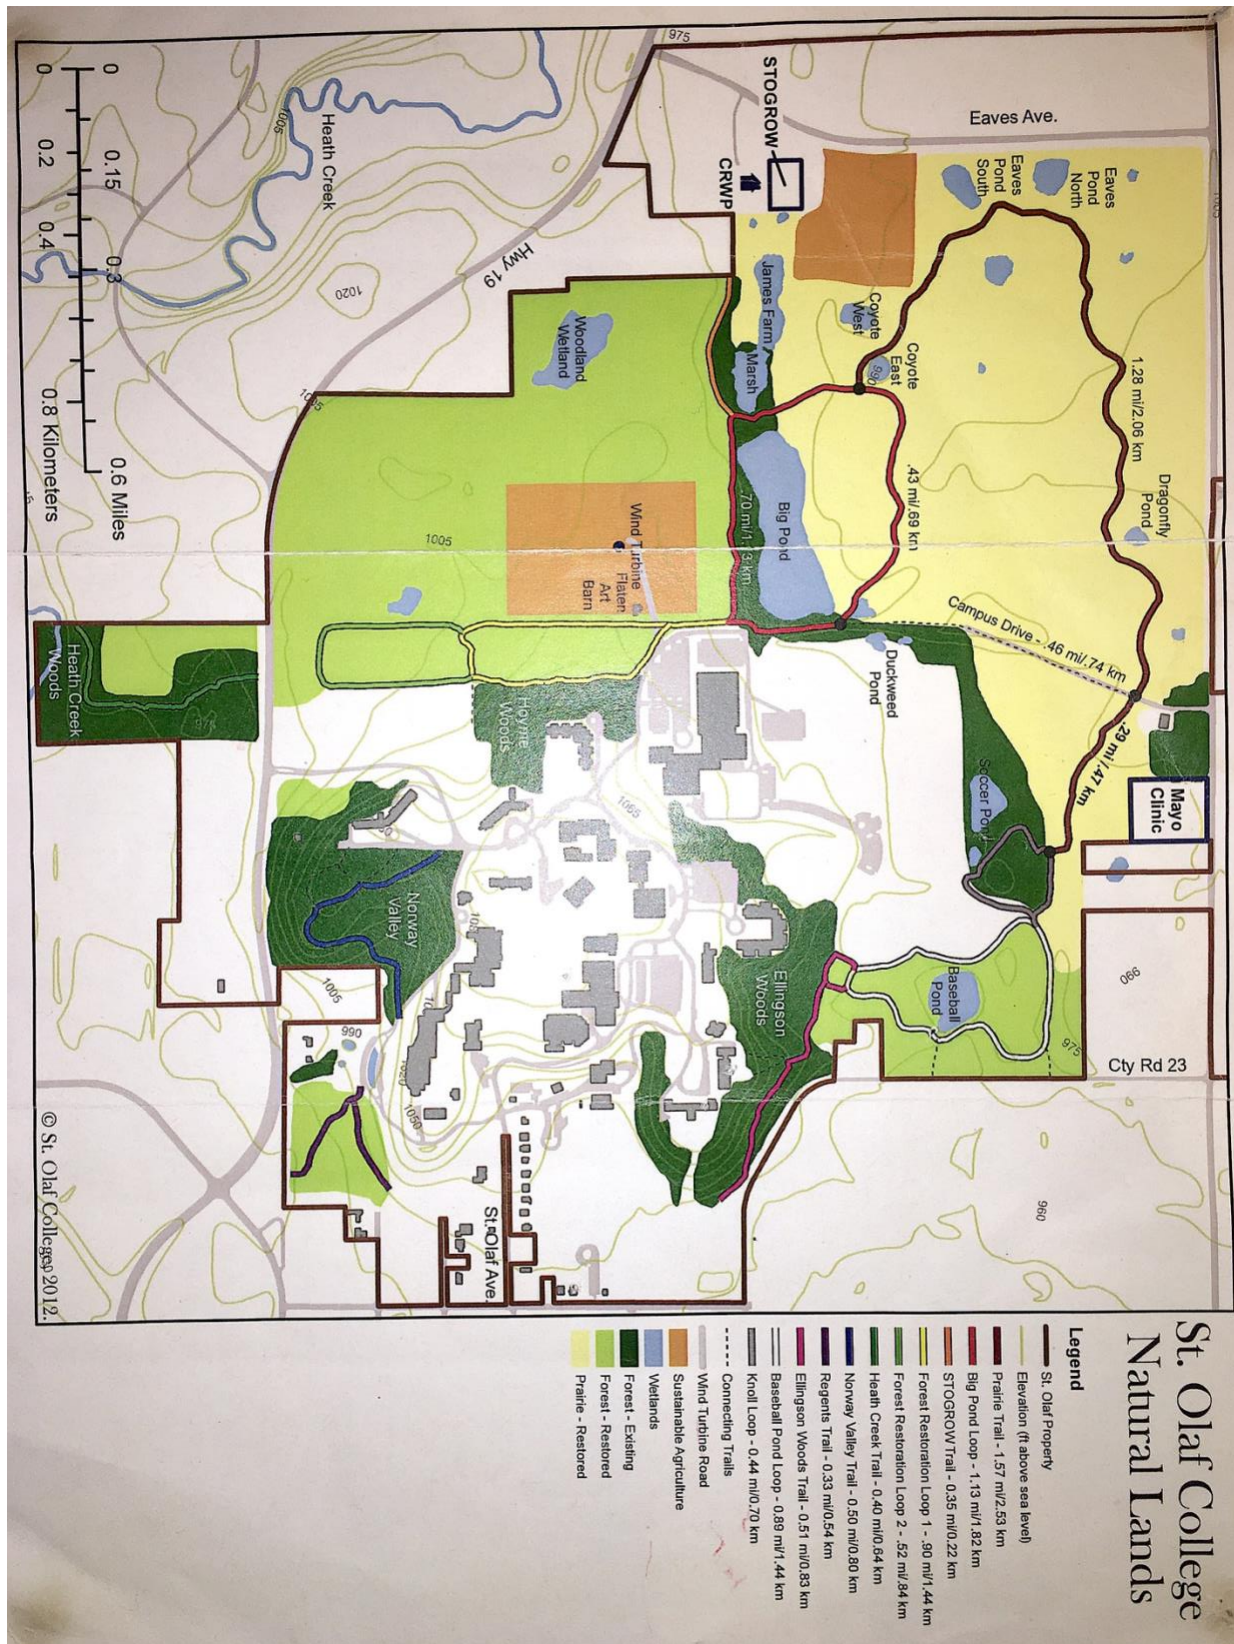 St. Olaf College
Natural Lands
Legend
St. Olaf Property
Elevation (ft above sea level)
Prairie Trail - 1.57 mi/2.53 km
Big Pond Loop - 1.13 mi/1.82 km
STOGROW Trail - 0.35 mi/0.22 km
Forest Restoration Loop 1 - .90 mi/1.44 km
Forest Restoration Loop 2 - .52 mi/.84 km
Heath Creek Trail - 0.40 mi/0.64 km
Norway Valley Trail - 0.50 mi/0.80 km
Regents Trail - 0.33 mi/0.54 km
Ellingson Woods Trail - 0.51 mi/0.83 km
Baseball Pond Loop - 0.89 mi/1.44 km
Knoll Loop - 0.44 mi/0.70 km
Connecting Trails
Wind Turbine Road
Sustainable Agriculture
Wetlands
Forest - Existing
Forest - Restored
Prairie - Restored
975
Eaves Ave.
1005
STOGROW
CRWP
Eaves
Pond
South
Eaves
Pond
North
James Farm
Marsh
Coyote
West
Coyote
East
990
1.28 mi/2.06 km
.43 mi/.69 km
Dragonfly
Pond
Big Pond
.70 mi/1.13 km
Campus Drive - .46 mi/.74 km
.29 mi/.47 km
Mayo
Clinic
Duckweed
Pond
Soccer Pond
Baseball
Pond
990
975
Cty Rd 23
960
Ellingson
Woods
Heath Creek
1005
Hwy 19
1020
Woodland
Wetland
1005
Wind Turbine
Flaten
Art
Barn
1005
Hoyme
Woods
1065
Norway
Valley
1005
990
1020
1050
St. Olaf Ave.
Heath Creek
Woods
0 0.15 0.3 0.6 Miles
0 0.2 0.4 0.8 Kilometers
© St. Olaf College, 2012.